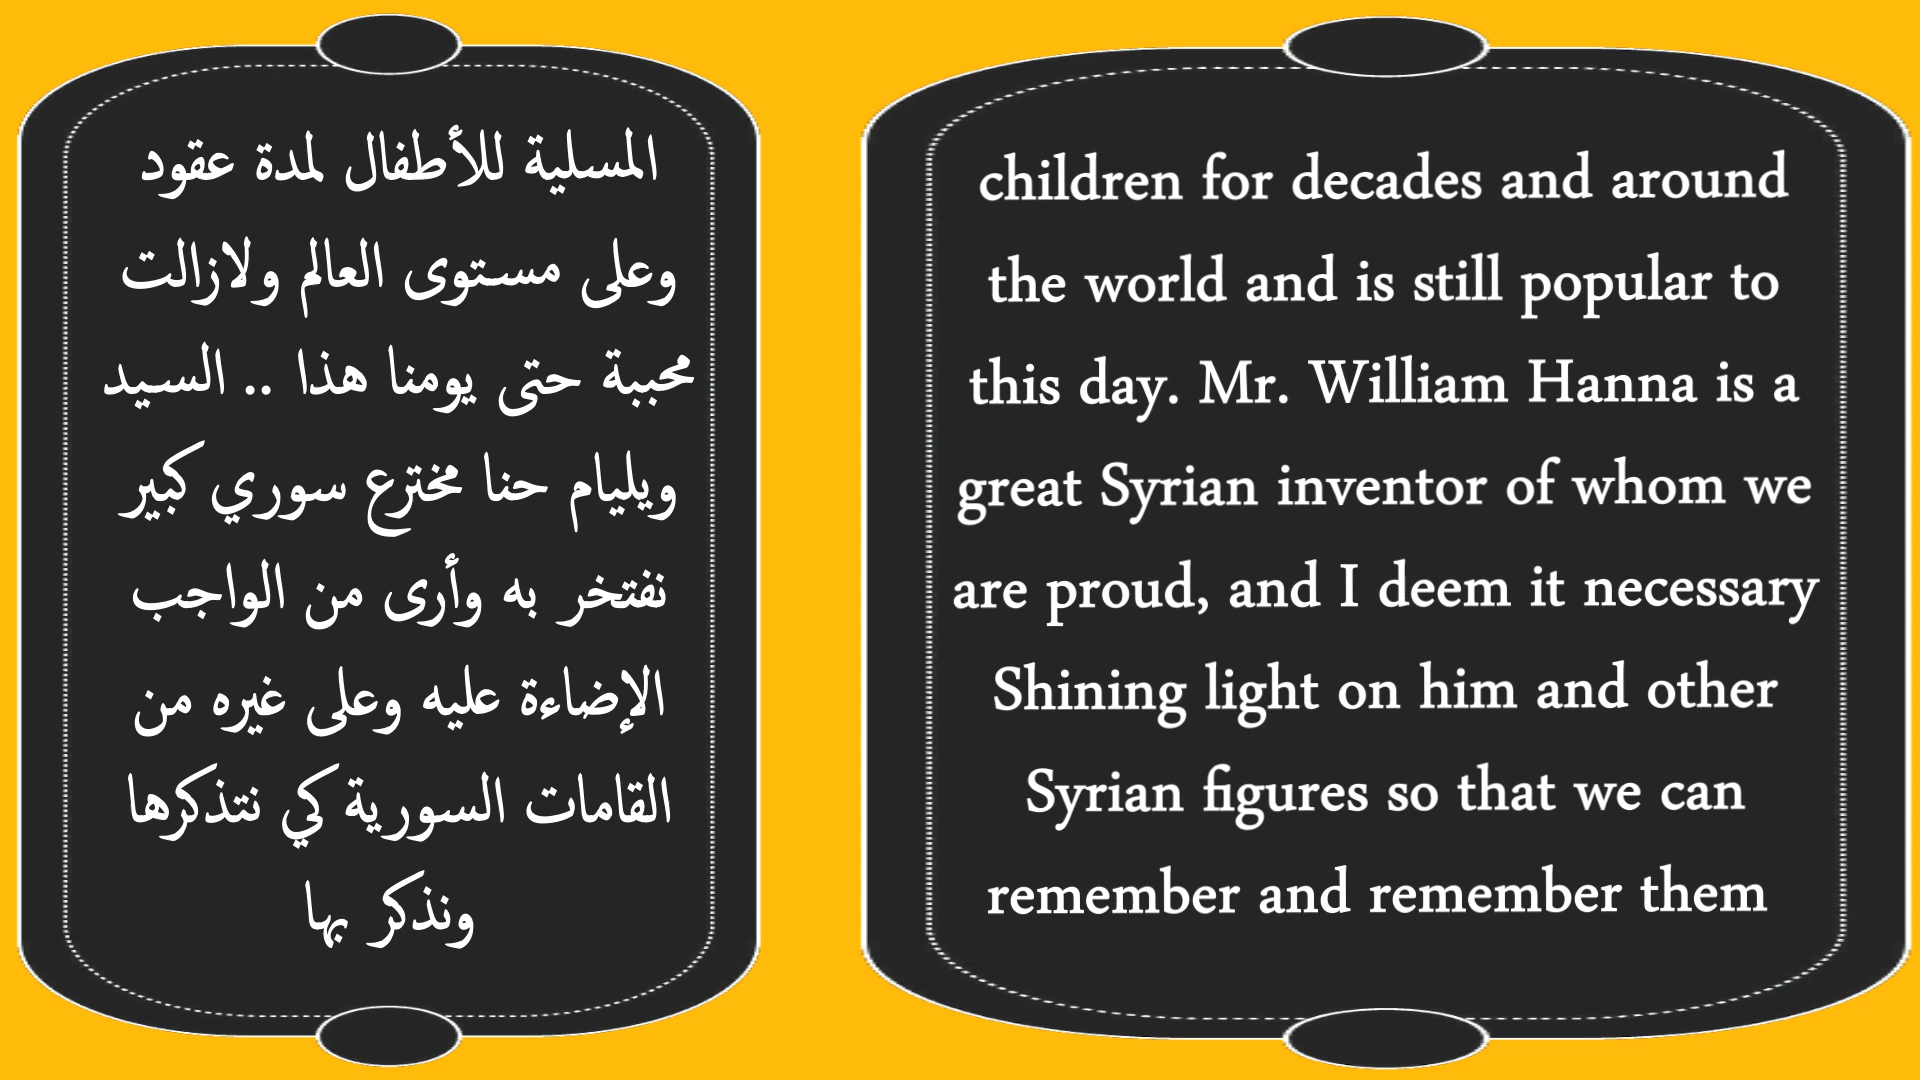 المسلية للأطفال لمدة عقود
وعلى مستوى العالم ولازالت
محببة حتى يومنا هذا .. السيد
ويليام حنا مخترع سوري كبير
نفتخر به وأرى من الواجب
الإضاءة عليه وعلى غيره من
القامات السورية كي نتذكرها
ونذكر بها
children for decades and around
the world and is still popular to
this day. Mr. William Hanna is a
great Syrian inventor of whom we
are proud, and I deem it necessary
Shining light on him and other
Syrian figures so that we can
remember and remember them